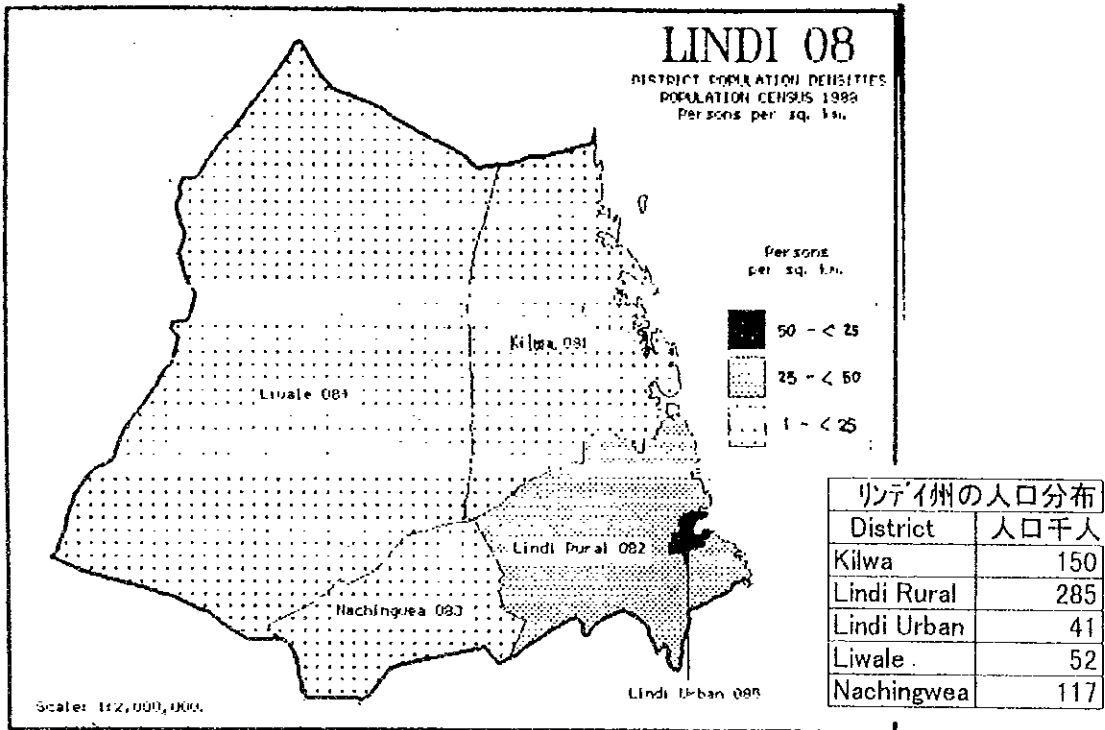 LINDI 08
DISTRICT POPULATION DENSITIES
POPULATION CENSUS 1988
Persons per sq. km.
Persons
per sq. km.
50 - < 25
25 - < 50
1 - < 25
Kilwa 081
Liwale 084
Lindi Rural 082
Nachingwea 083
Lindi Urban 085
Scale: 1:2,000,000.
リンデイ州の人口分布
District 人口千人
Kilwa 150
Lindi Rural 285
Lindi Urban 41
Liwale 52
Nachingwea 117